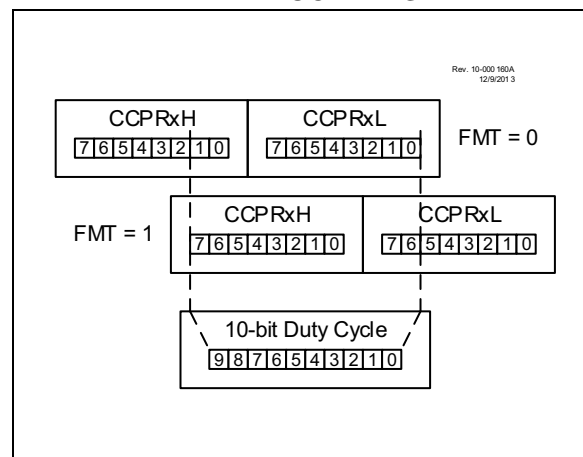 Rev. 10-000 160A
12/9/201 3
CCPRxH CCPRxL
7 6 5 4 3 2 1 0 7 6 5 4 3 2 1 0 FMT = 0
CCPRxH CCPRxL
FMT = 1 7 6 5 4 3 2 1 0 7 6 5 4 3 2 1 0
10-bit Duty Cycle
9 8 7 6 5 4 3 2 1 0